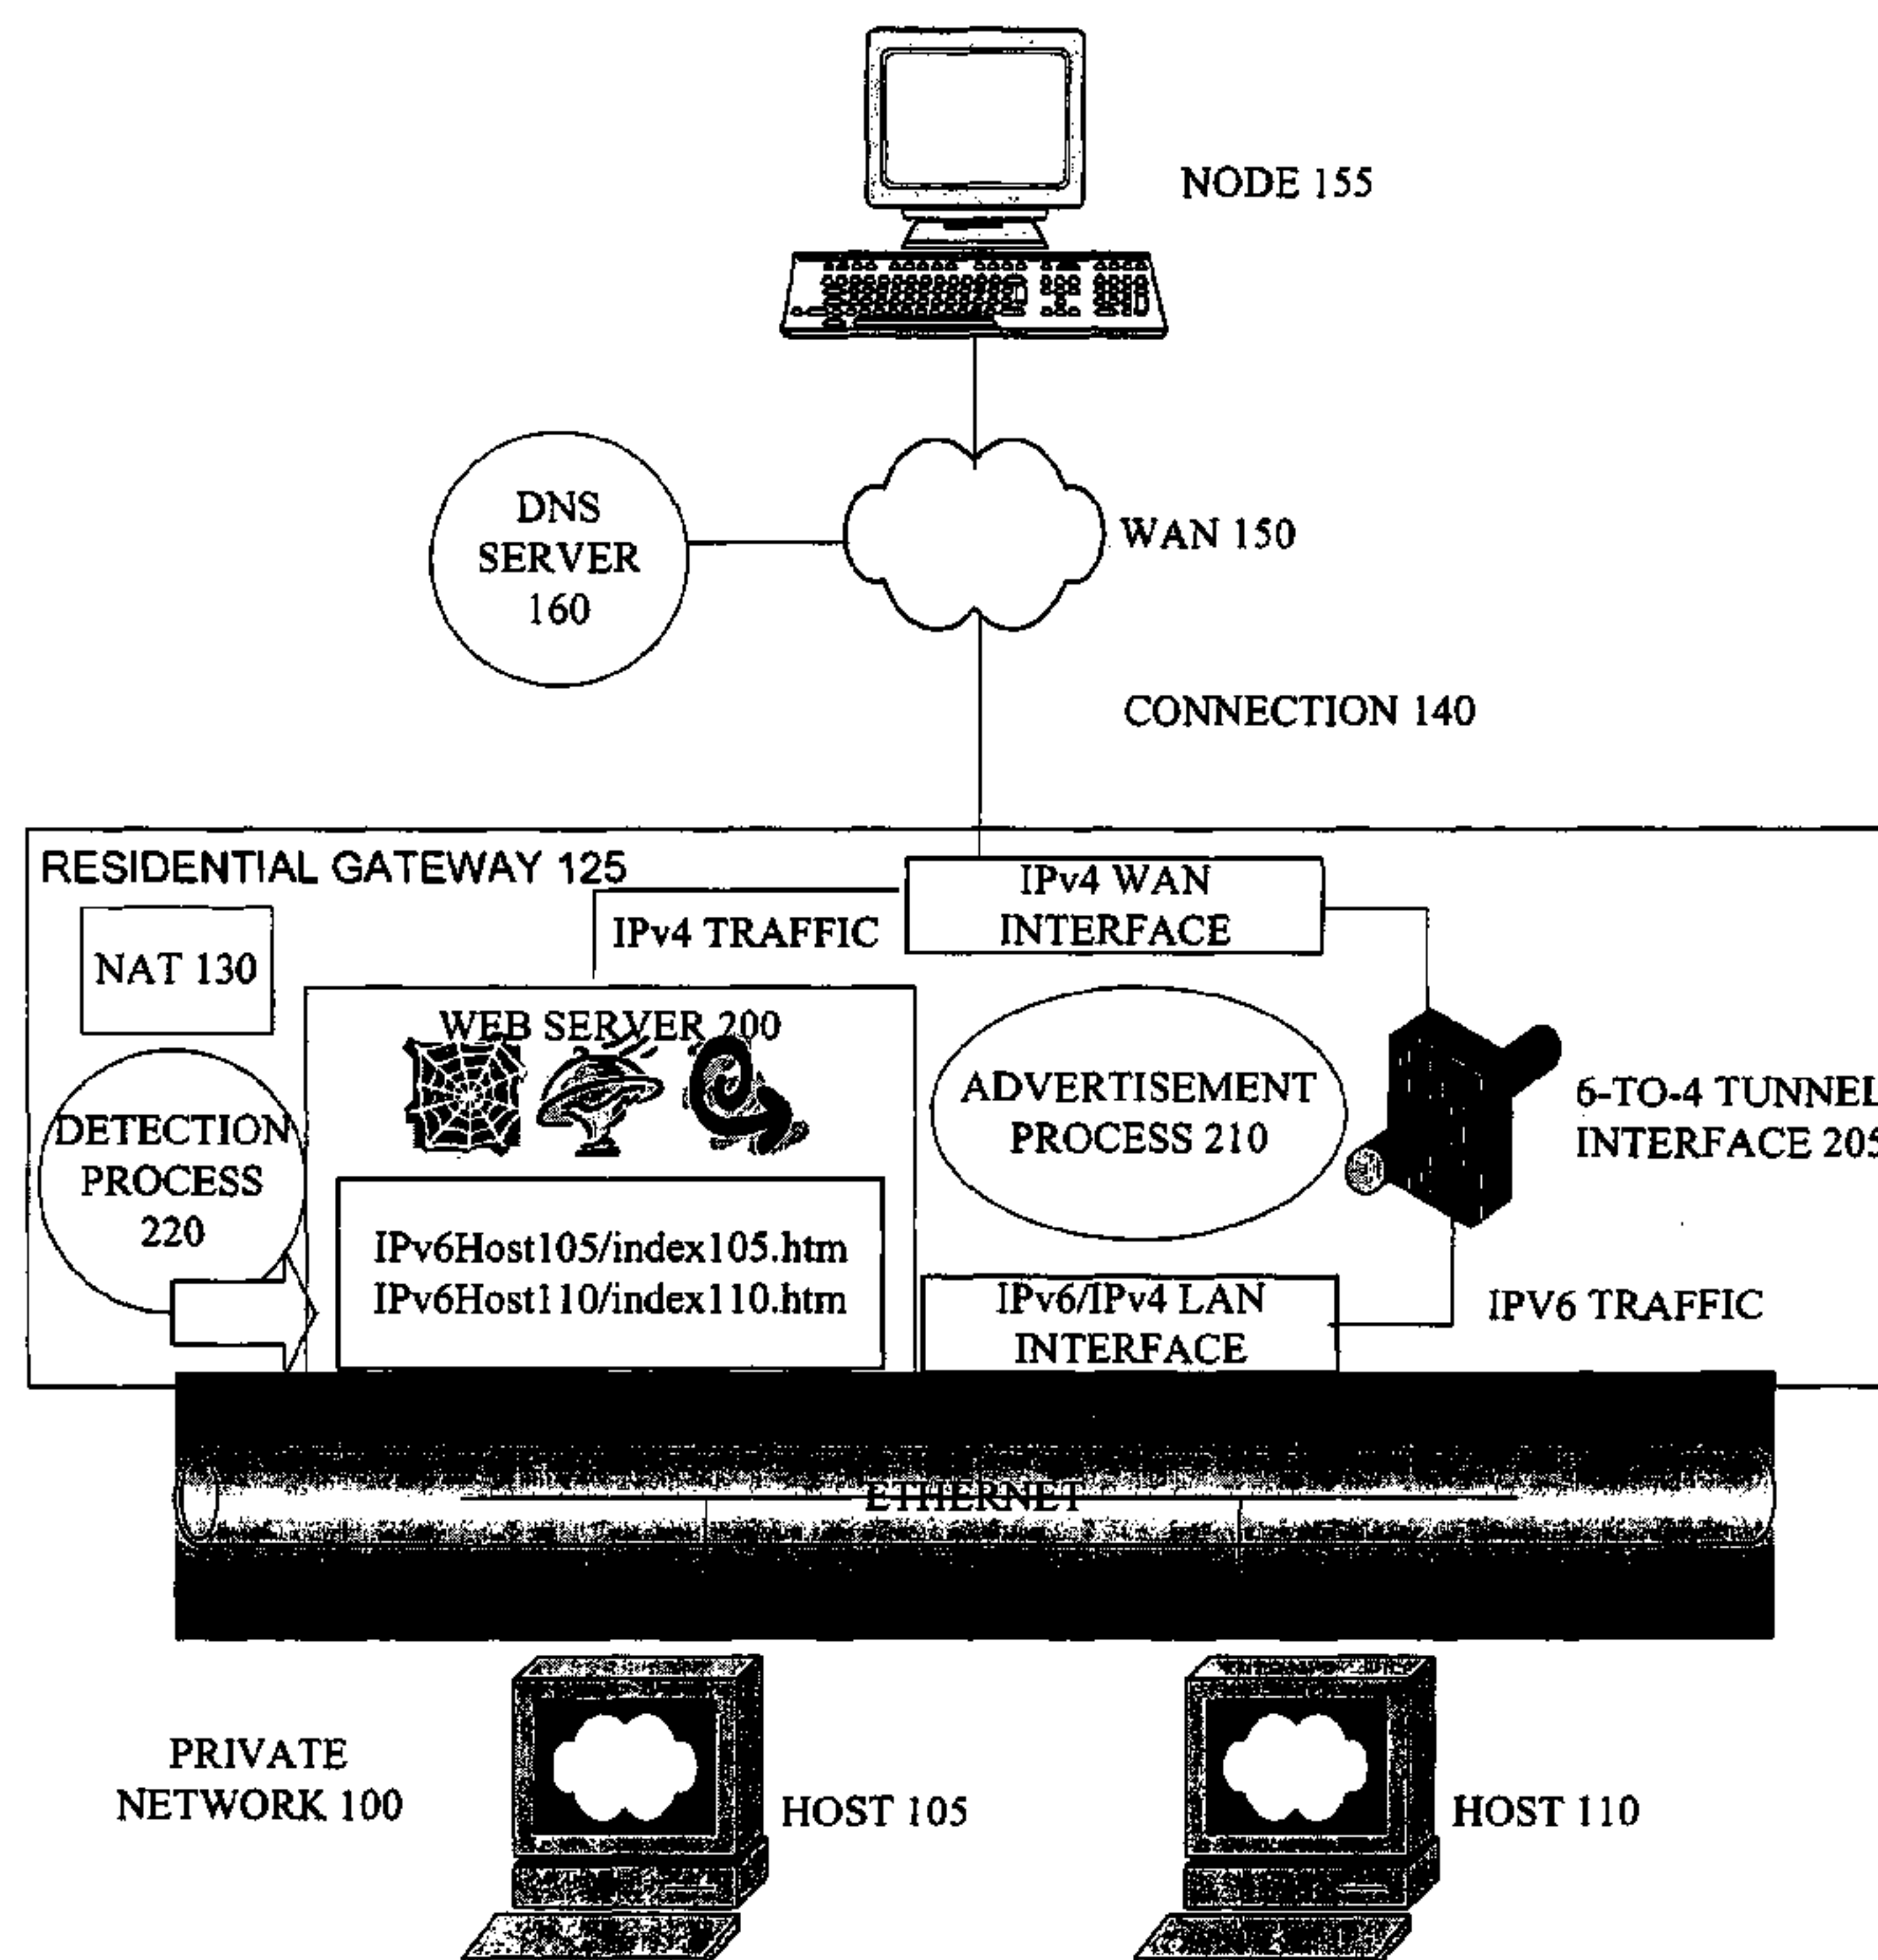 NODE 155
DNS
SERVER
160
WAN 150
CONNECTION 140
RESIDENTIAL GATEWAY 125
IPv4 WAN
INTERFACE
IPv4 TRAFFIC
NAT 130
WEB SERVER 200
DETECTION
PROCESS
220
ADVERTISEMENT
PROCESS 210
6-TO-4 TUNNEL
INTERFACE 205
IPv6Host105/index105.htm
IPv6Host110/index110.htm
IPv6/IPv4 LAN
INTERFACE
IPV6 TRAFFIC
ETHERNET
PRIVATE
NETWORK 100
HOST 105
HOST 110